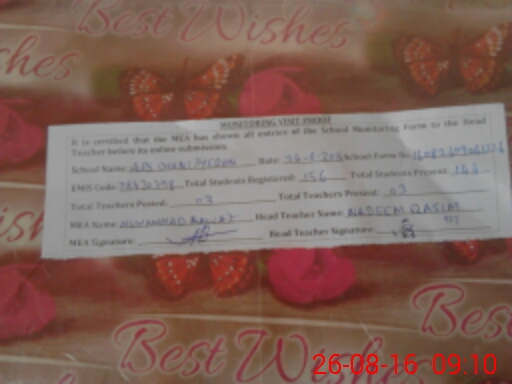 Best Wishes
shes
MONITORING VISIT PROOF
It is certified that the MEA has shown all entries of the School Monitoring Form to the Head
Teacher before its online submission.
School Name: Date: School Form No.
EMIS Code: Total Students Registered: 156 Total Students Present:
Total Teachers Posted: 03 Total Teachers Present: 03
MEA Name: MUHAMMAD Head Teacher Name: NADEEM QASIM
MEA Signature: Head Teacher Signature:
Best
Best Wishes
26-08-16 09:10